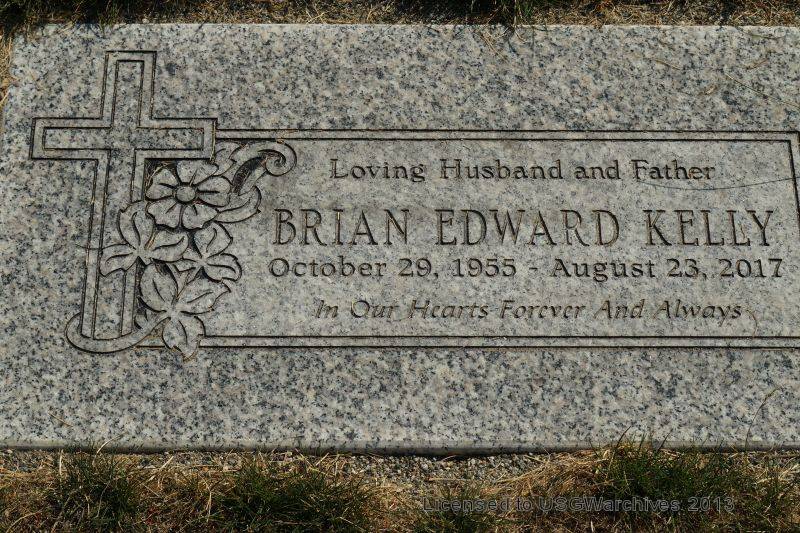 Loving Husband and Father
BRIAN EDWARD KELLY
October 29, 1955 - August 23, 2017
In Our Hearts Forever And Always
Licensed to USGWarchives 2013